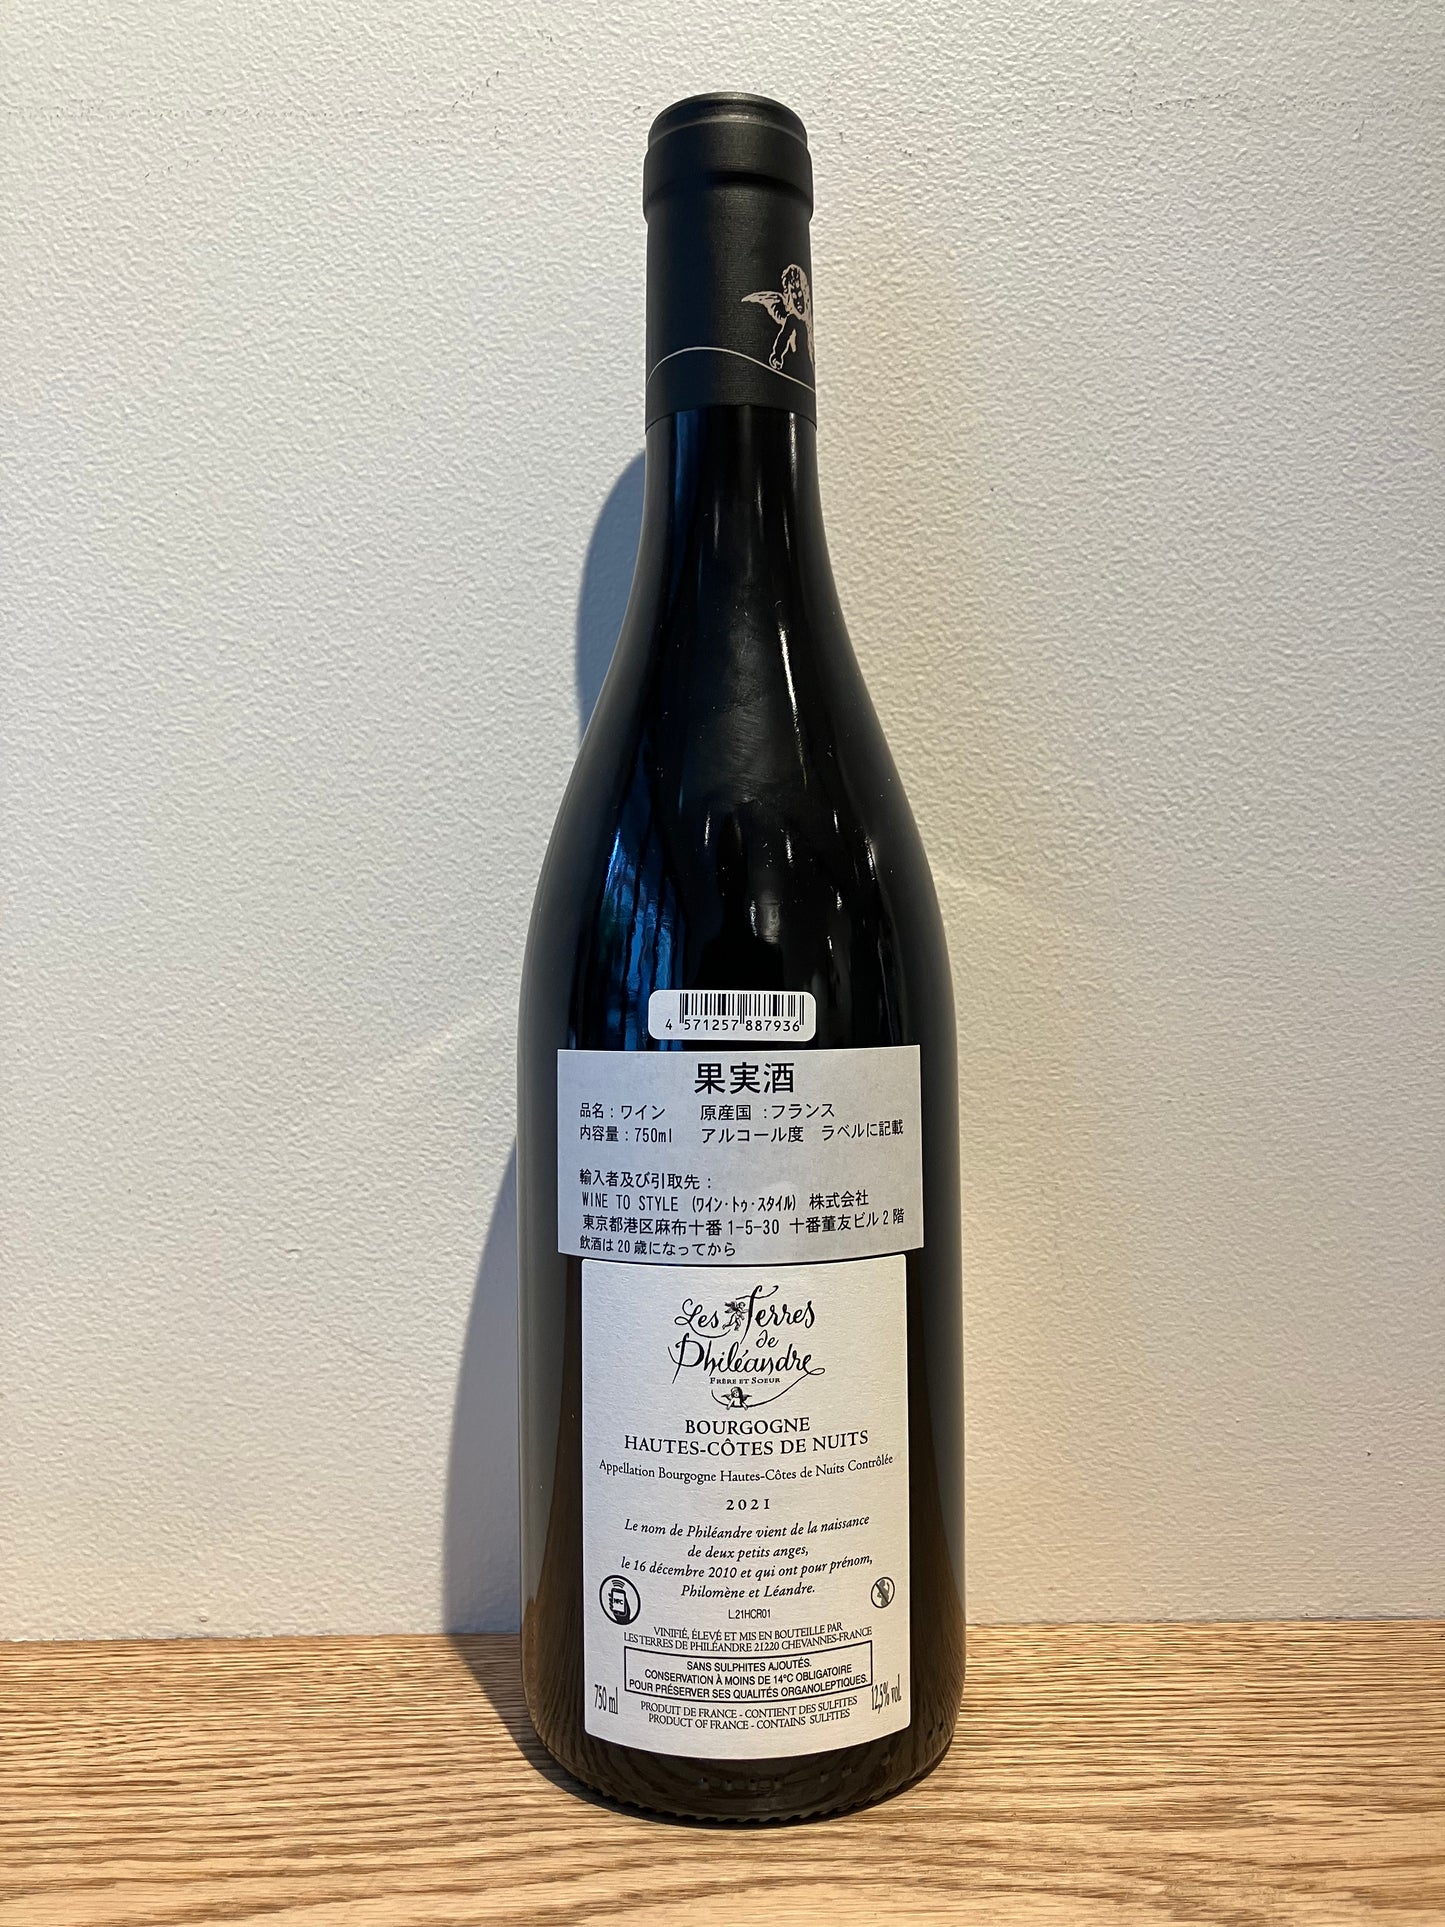 4 571257 887936
果実酒
品名：ワイン　原産国：フランス
内容量：750ml　アルコール度　ラベルに記載
輸入者及び引取先：
WINE TO STYLE （ワイン・トゥ・スタイル） 株式会社
東京都港区麻布十番1-5-30 十番董友ビル2階
飲酒は20歳になってから
Les Terres
de
Philéandre
FRÈRE ET SOEUR
BOURGOGNE
HAUTES-CÔTES DE NUITS
Appellation Bourgogne Hautes-Côtes de Nuits Contrôlée
2021
Le nom de Philéandre vient de la naissance
de deux petits anges,
le 16 décembre 2010 et qui ont pour prénom,
Philomène et Léandre.
NFC
L.21HCR01
VINIFIÉ, ÉLEVÉ ET MIS EN BOUTEILLE PAR
LES TERRES DE PHILÉANDRE 21220 CHEVANNES-FRANCE
SANS SULPHITES AJOUTÉS.
CONSERVATION À MOINS DE 14°C OBLIGATOIRE
POUR PRÉSERVER SES QUALITÉS ORGANOLEPTIQUES.
750 ml
12,5% vol.
PRODUIT DE FRANCE - CONTIENT DES SULFITES
PRODUCT OF FRANCE - CONTAINS SULFITES